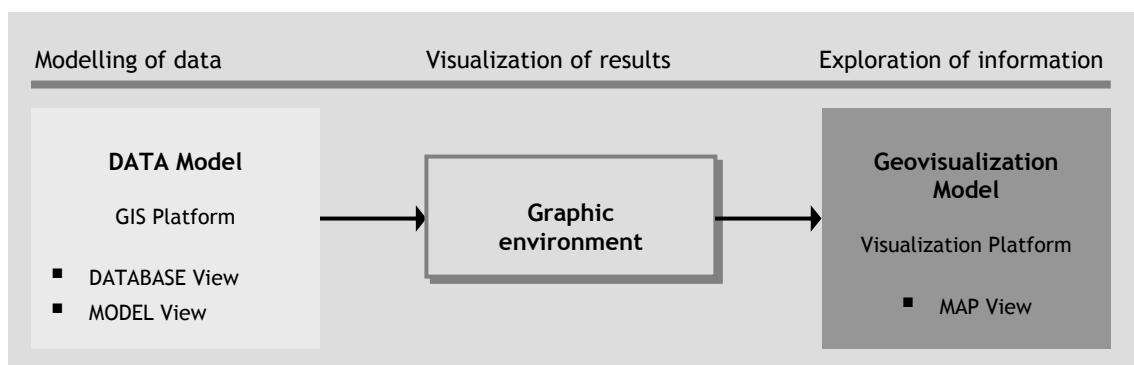 Modelling of data
Visualization of results
Exploration of information
DATA Model
GIS Platform
▪ DATABASE View
▪ MODEL View
Graphic
environment
Geovisualization
Model
Visualization Platform
▪ MAP View